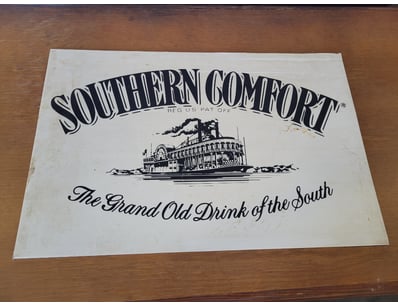 SOUTHERN COMFORT®
REG. U.S. PAT. OFF.
The Grand Old Drink of the South